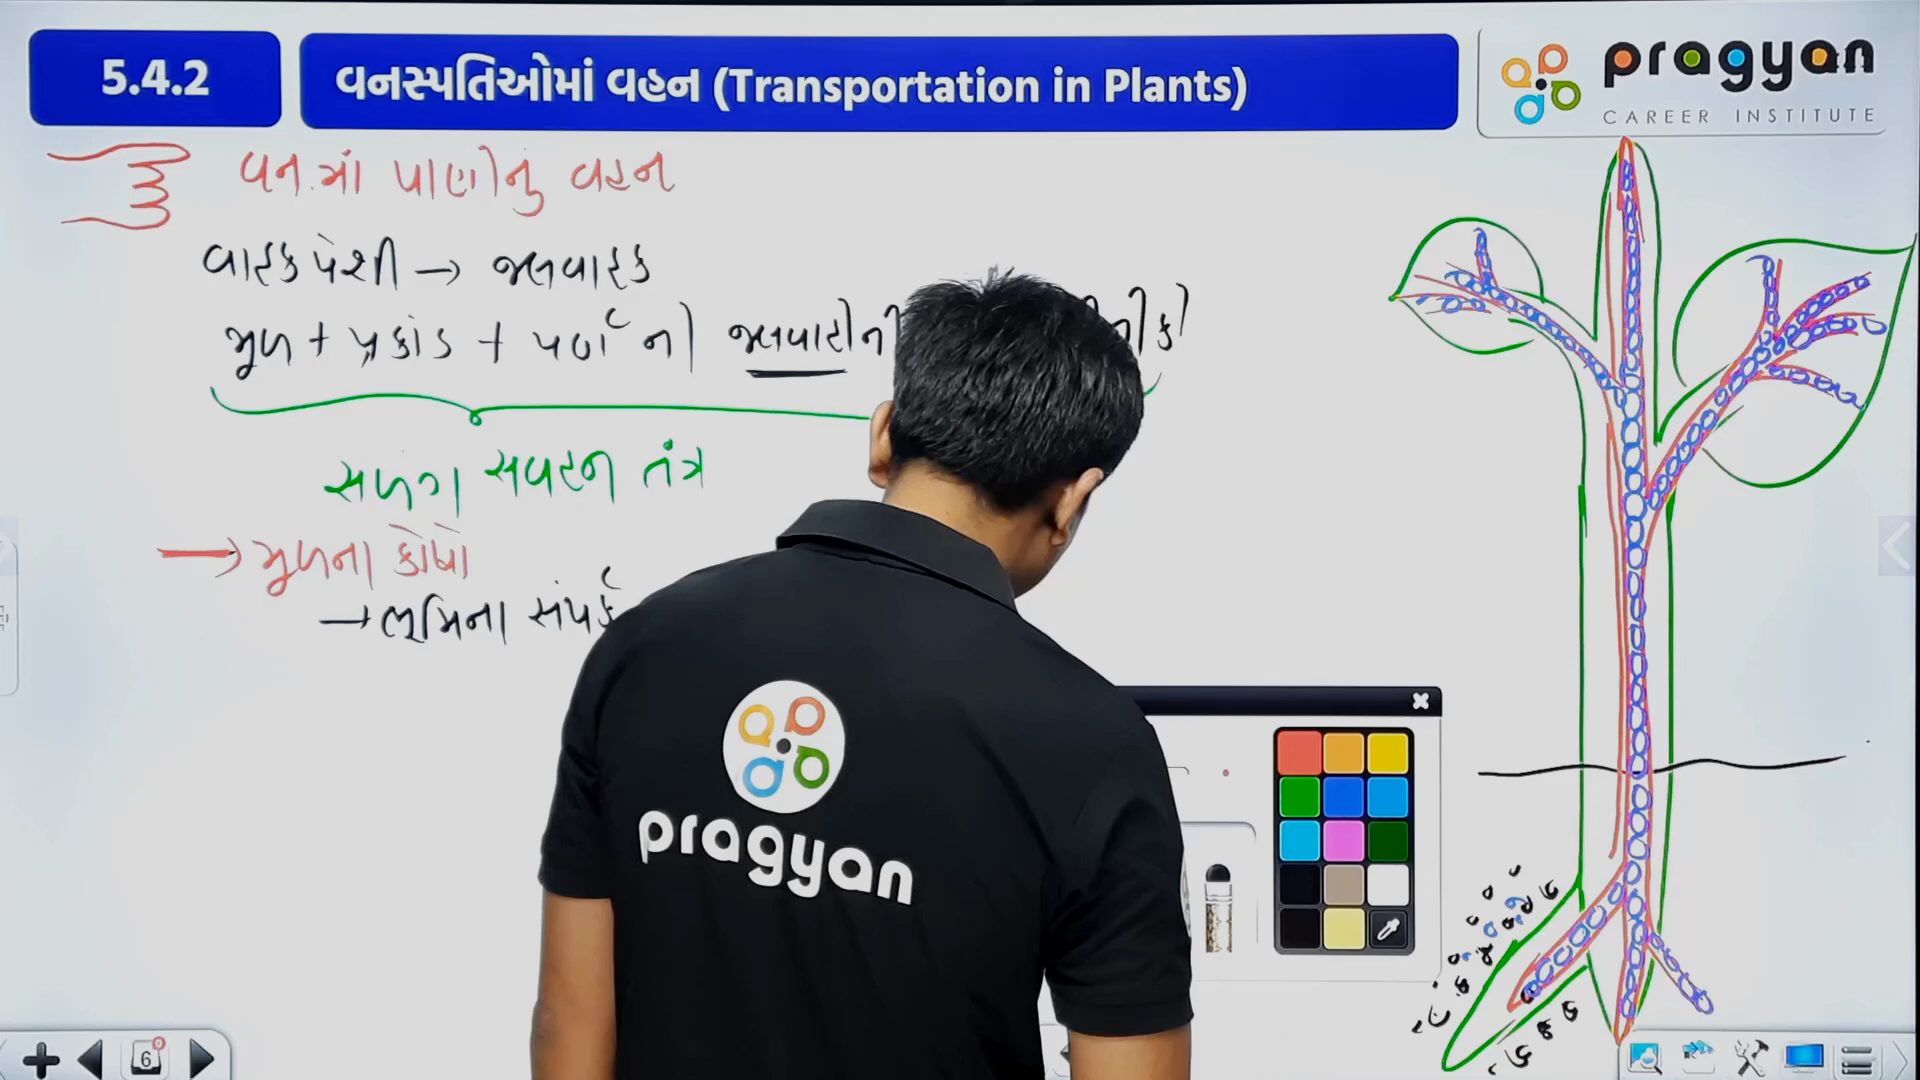 5.4.2
વનસ્પતિઓમાં વહન (Transportation in Plants)
pragyan
CAREER INSTITUTE
વન.માં પાણીનું વહન
વાહકપેશી → જલવાહક
મૂળ + પ્રકાંડ + પર્ણની જલવાહીની
સળંગ સંવહન તંત્ર
→ મૂળના કોષો
→ ભૂમિના સંપર્ક
pragyan
6